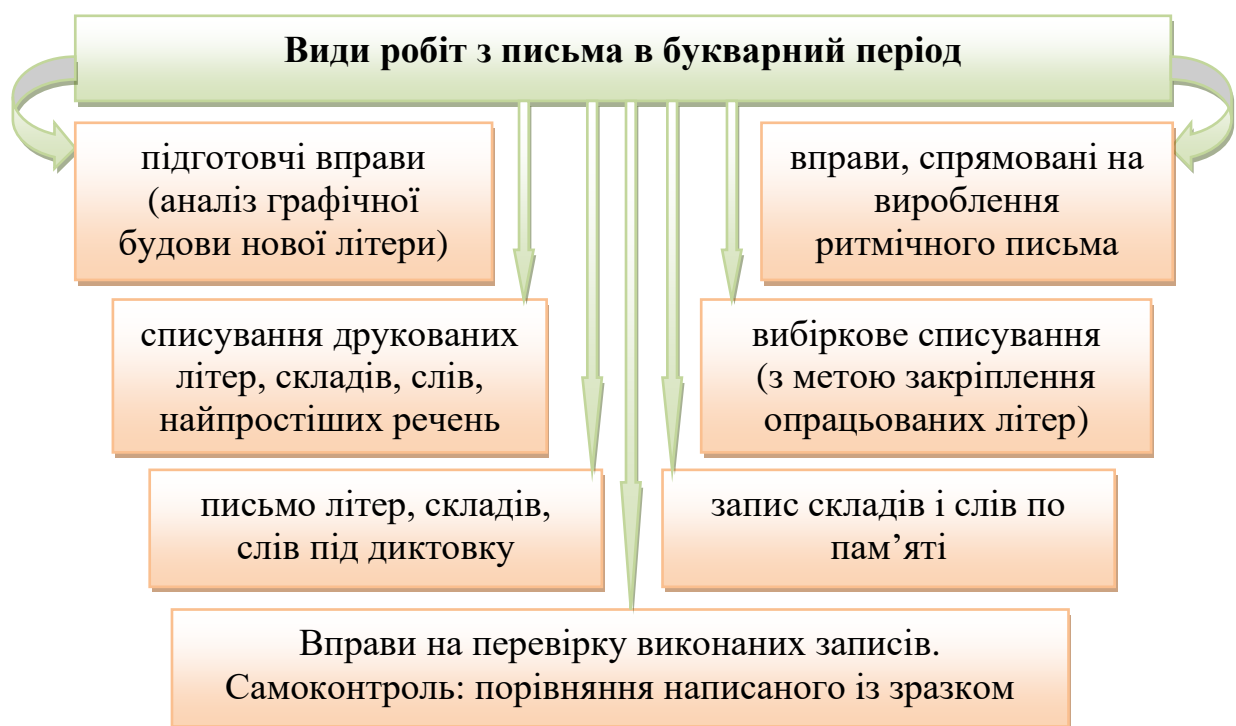 Види робіт з письма в букварний період
підготовчі вправи
(аналіз графічної
будови нової літери)
вправи, спрямовані на
вироблення
ритмічного письма
списування друкованих
літер, складів, слів,
найпростіших речень
вибіркове списування
(з метою закріплення
опрацьованих літер)
письмо літер, складів,
слів під диктовку
запис складів і слів по
пам’яті
Вправи на перевірку виконаних записів.
Самоконтроль: порівняння написаного із зразком